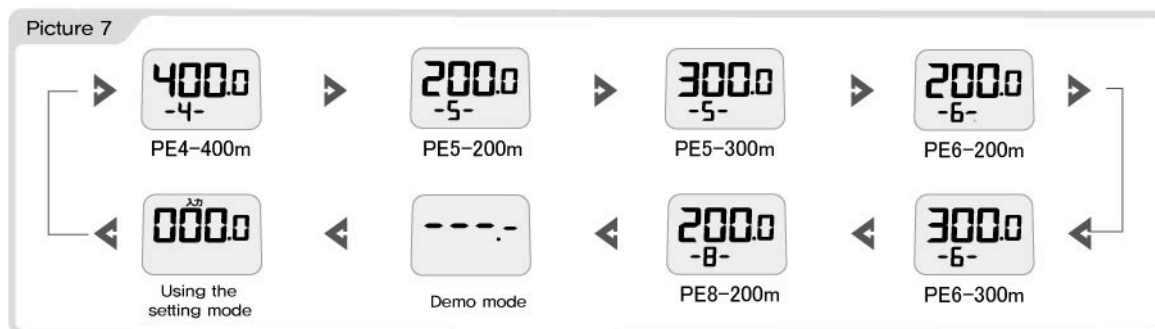 Picture 7
400.0
-4-
PE4-400m
200.0
-5-
PE5-200m
300.0
-5-
PE5-300m
200.0
-6-
PE6-200m
入力
000.0
Using the
setting mode
---.-
Demo mode
200.0
-8-
PE8-200m
300.0
-6-
PE6-300m